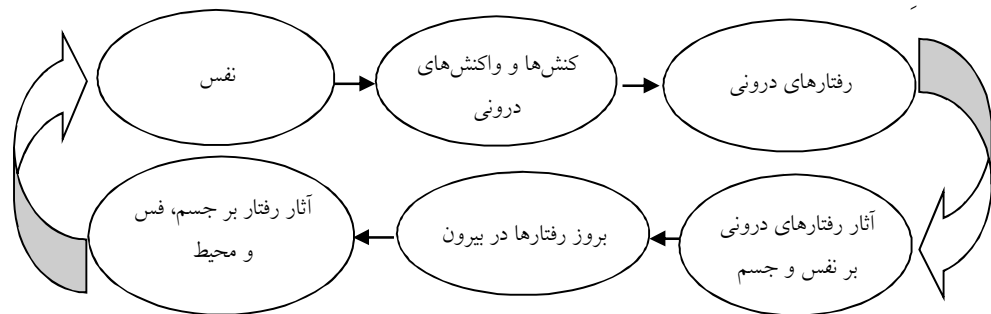 نفس
کنش‌ها و واکنش‌های
درونی
رفتارهای درونی
آثار رفتارهای درونی
بر نفس و جسم
بروز رفتارها در بیرون
آثار رفتار بر جسم، فس
و محیط